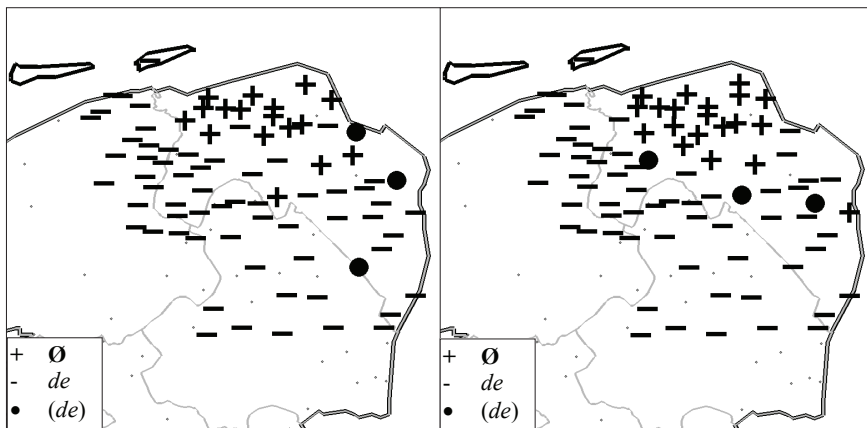 + Ø
- de
● (de)
+ Ø
- de
● (de)